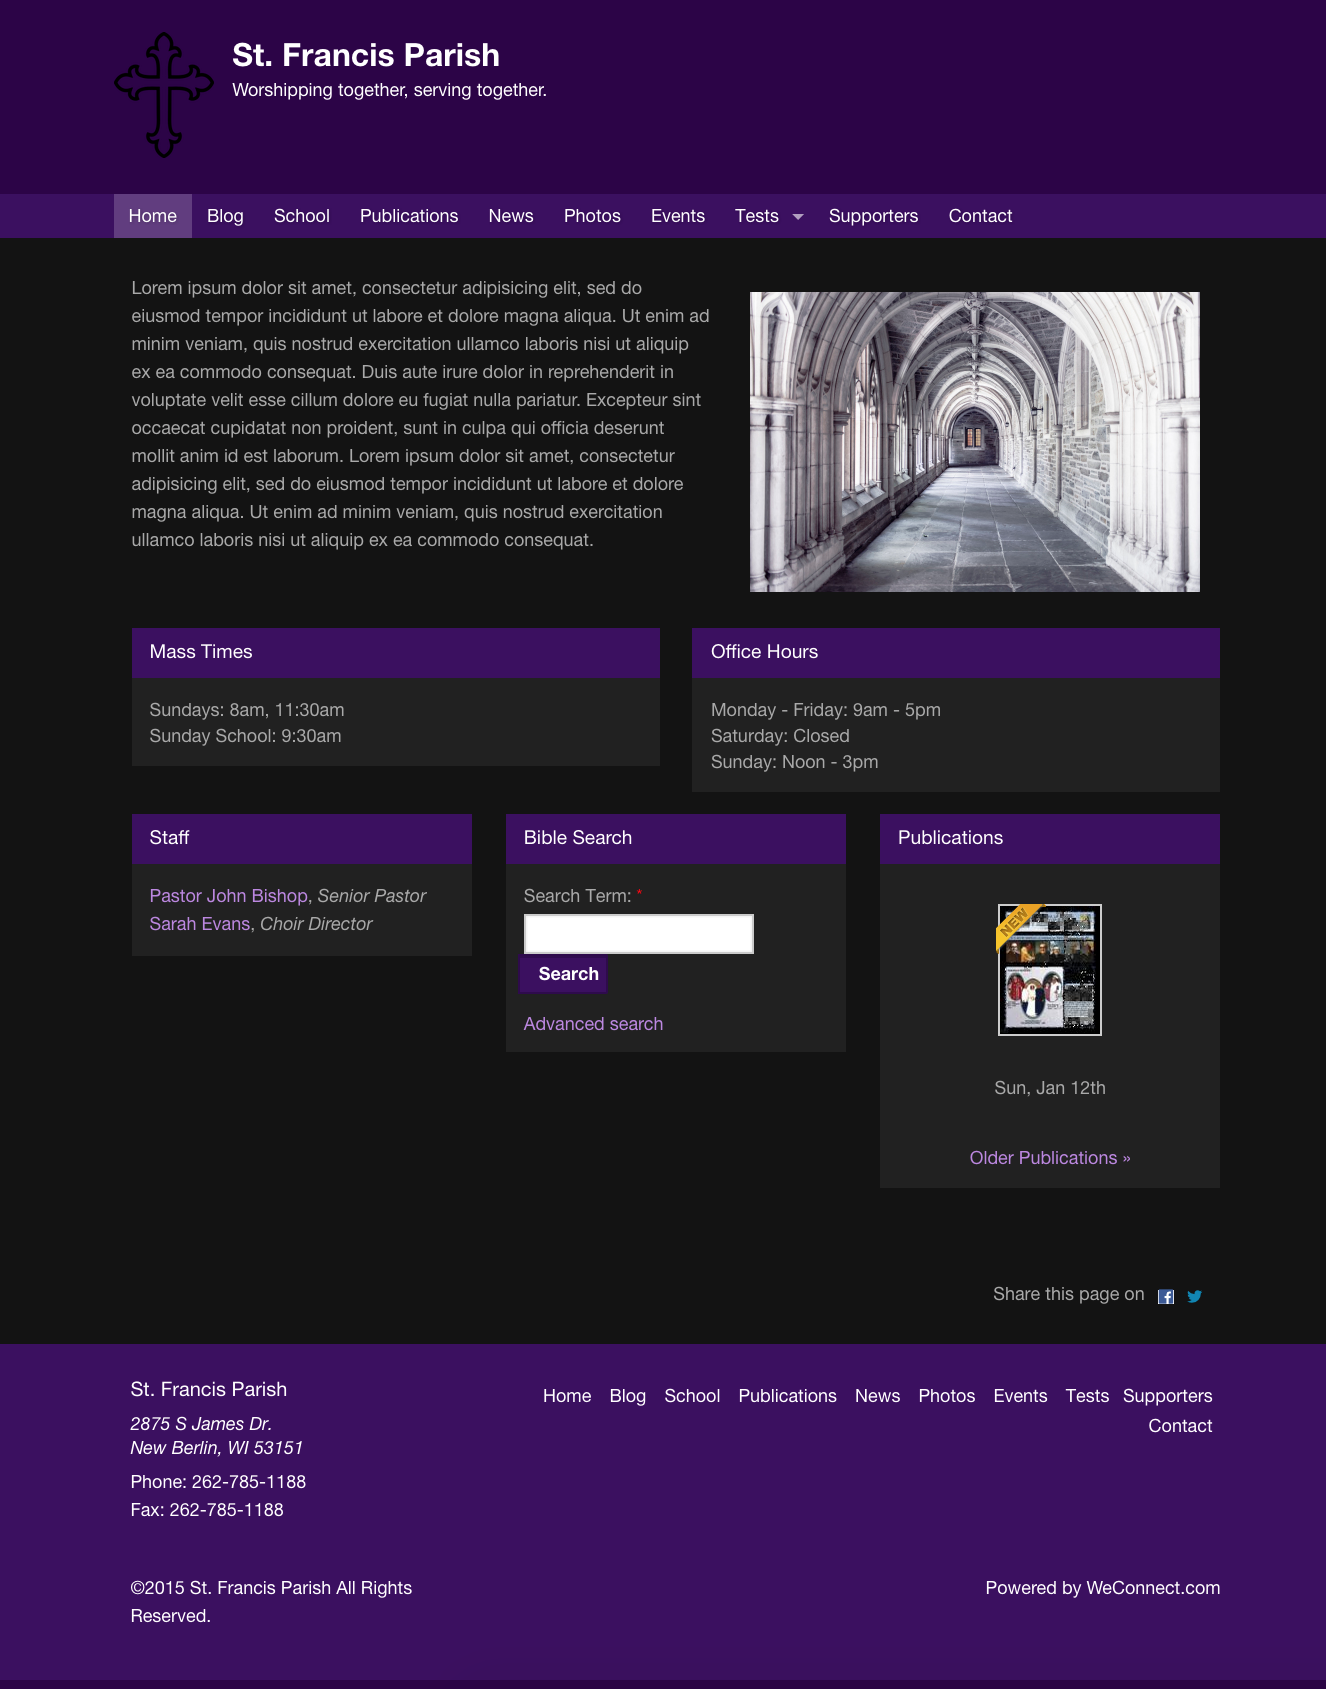 St. Francis Parish
Worshipping together, serving together.
Home Blog School Publications News Photos Events Tests Supporters Contact
Lorem ipsum dolor sit amet, consectetur adipisicing elit, sed do
eiusmod tempor incididunt ut labore et dolore magna aliqua. Ut enim ad
minim veniam, quis nostrud exercitation ullamco laboris nisi ut aliquip
ex ea commodo consequat. Duis aute irure dolor in reprehenderit in
voluptate velit esse cillum dolore eu fugiat nulla pariatur. Excepteur sint
occaecat cupidatat non proident, sunt in culpa qui officia deserunt
mollit anim id est laborum. Lorem ipsum dolor sit amet, consectetur
adipisicing elit, sed do eiusmod tempor incididunt ut labore et dolore
magna aliqua. Ut enim ad minim veniam, quis nostrud exercitation
ullamco laboris nisi ut aliquip ex ea commodo consequat.
Mass Times
Sundays: 8am, 11:30am
Sunday School: 9:30am
Office Hours
Monday - Friday: 9am - 5pm
Saturday: Closed
Sunday: Noon - 3pm
Staff
Pastor John Bishop, Senior Pastor
Sarah Evans, Choir Director
Bible Search
Search Term: *
Search
Advanced search
Publications
NEW
Sun, Jan 12th
Older Publications »
Share this page on
St. Francis Parish
2875 S James Dr.
New Berlin, WI 53151
Phone: 262-785-1188
Fax: 262-785-1188
Home Blog School Publications News Photos Events Tests Supporters
Contact
©2015 St. Francis Parish All Rights
Reserved.
Powered by WeConnect.com